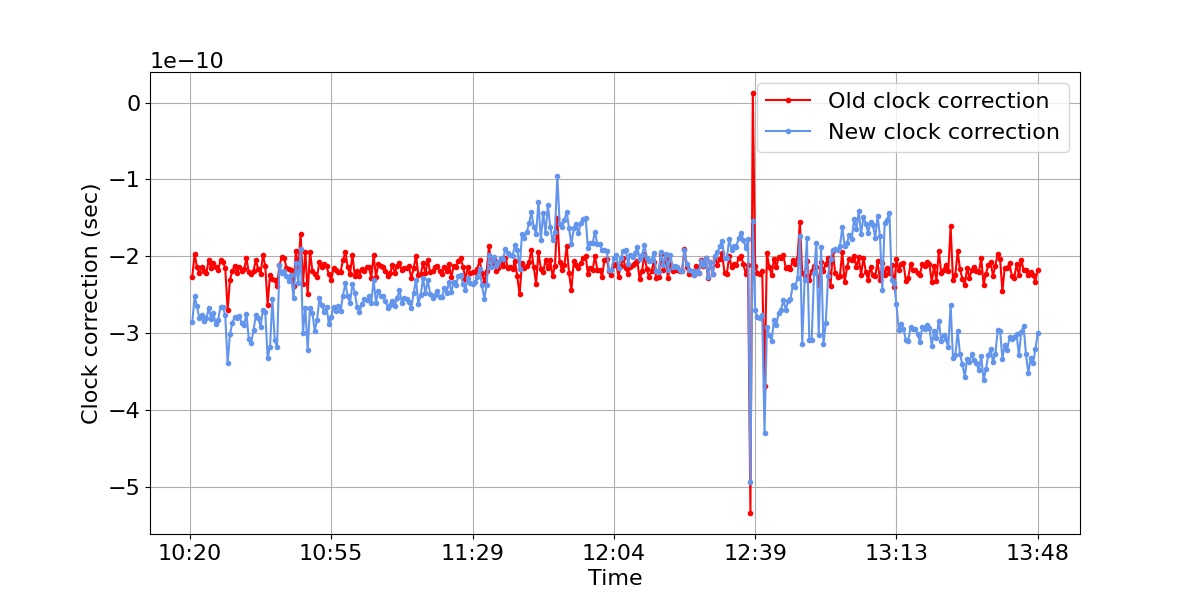 1e−10
Old clock correction
New clock correction
0
−1
−2
−3
−4
−5
Clock correction (sec)
10:20 10:55 11:29 12:04 12:39 13:13 13:48
Time